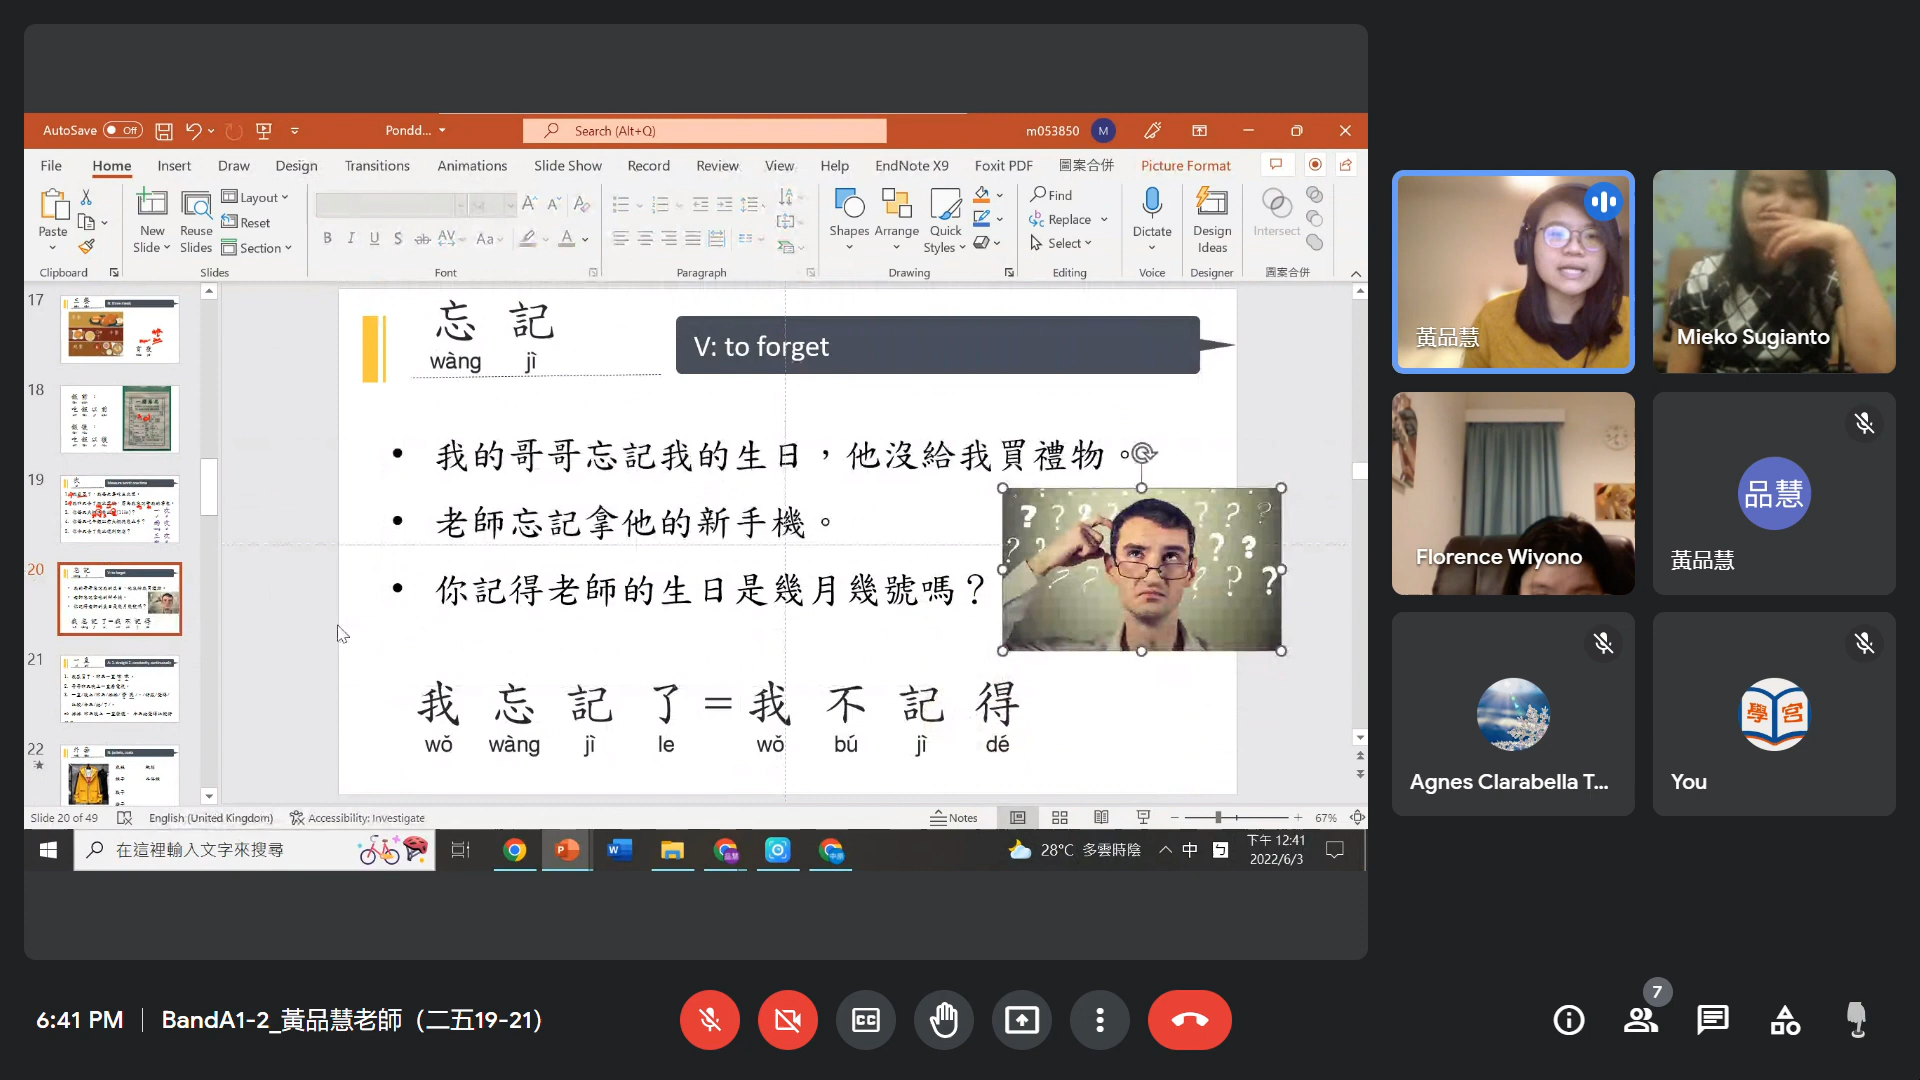 AutoSave Off
Pondd...
Search (Alt+Q)
m053850 M
File Home Insert Draw Design Transitions Animations Slide Show Record Review View Help EndNote X9 Foxit PDF 圖案合併 Picture Format
Paste
New Slide
Reuse Slides
Layout
Reset
Section
Shapes
Arrange
Quick Styles
Find
Replace
Select
Dictate
Design Ideas
Intersect
Clipboard Slides Font Paragraph Drawing Editing Voice Designer 圖案合併
17
18
19
20
21
22
忘記
wàng jì
V: to forget
• 我的哥哥忘記我的生日，他沒給我買禮物。
• 老師忘記拿他的新手機。
• 你記得老師的生日是幾月幾號嗎？
我忘記了＝我不記得
wǒ wàng jì le wǒ bú jì dé
Slide 20 of 49 English (United Kingdom) Accessibility: Investigate Notes 67%
在這裡輸入文字來搜尋
28°C 多雲時陰
中
下午 12:41
2022/6/3
黃品慧
Mieko Sugianto
Florence Wiyono
品慧
黃品慧
Agnes Clarabella T...
學宮
You
6:41 PM BandA1-2_黃品慧老師（二五19-21)
CC
7